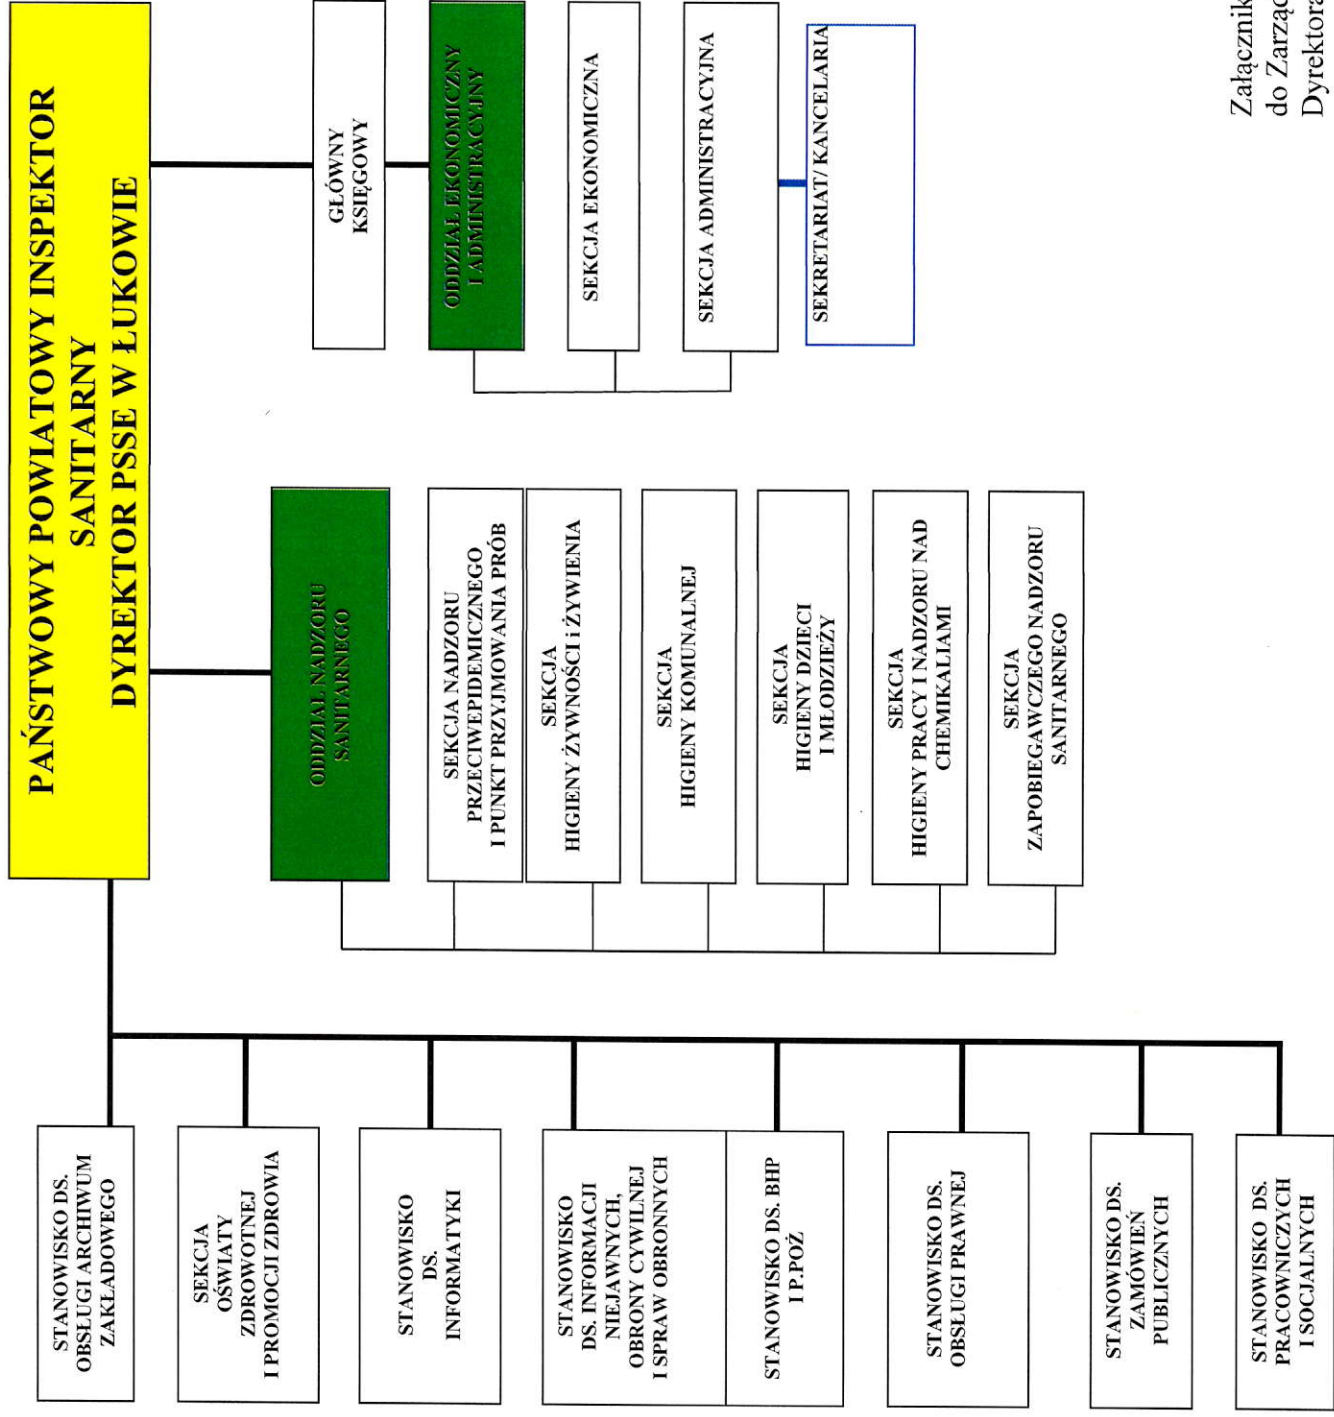 PAŃSTWOWY POWIATOWY INSPEKTOR
SANITARNY
DYREKTOR PSSE W ŁUKOWIE
STANOWISKO DS.
OBSŁUGI ARCHIWUM
ZAKŁADOWEGO
SEKCJA
OŚWIATY
ZDROWOTNEJ
I PROMOCJI ZDROWIA
STANOWISKO
DS.
INFORMATYKI
STANOWISKO
DS. INFORMACJI
NIEJAWNYCH,
OBRONY CYWILNEJ
I SPRAW OBRONNYCH
STANOWISKO DS. BHP
I P.POŻ
STANOWISKO DS.
OBSŁUGI PRAWNEJ
STANOWISKO DS.
ZAMÓWIEŃ
PUBLICZNYCH
STANOWISKO DS.
PRACOWNICZYCH
I SOCJALNYCH
ODDZIAŁ NADZORU
SANITARNEGO
SEKCJA NADZORU
PRZECIWEPIDEMICZNEGO
I PUNKT PRZYJMOWANIA PRÓB
SEKCJA
HIGIENY ŻYWNOŚCI i ŻYWIENIA
SEKCJA
HIGIENY KOMUNALNEJ
SEKCJA
HIGIENY DZIECI
I MŁODZIEŻY
SEKCJA
HIGIENY PRACY I NADZORU NAD
CHEMIKALIAMI
SEKCJA
ZAPOBIEGAWCZEGO NADZORU
SANITARNEGO
GŁÓWNY
KSIĘGOWY
ODDZIAŁ EKONOMICZNY
I ADMINISTRACYJNY
SEKCJA EKONOMICZNA
SEKCJA ADMINISTRACYJNA
SEKRETARIAT/ KANCELARIA
Załącznik
do Zarząd
Dyrektora